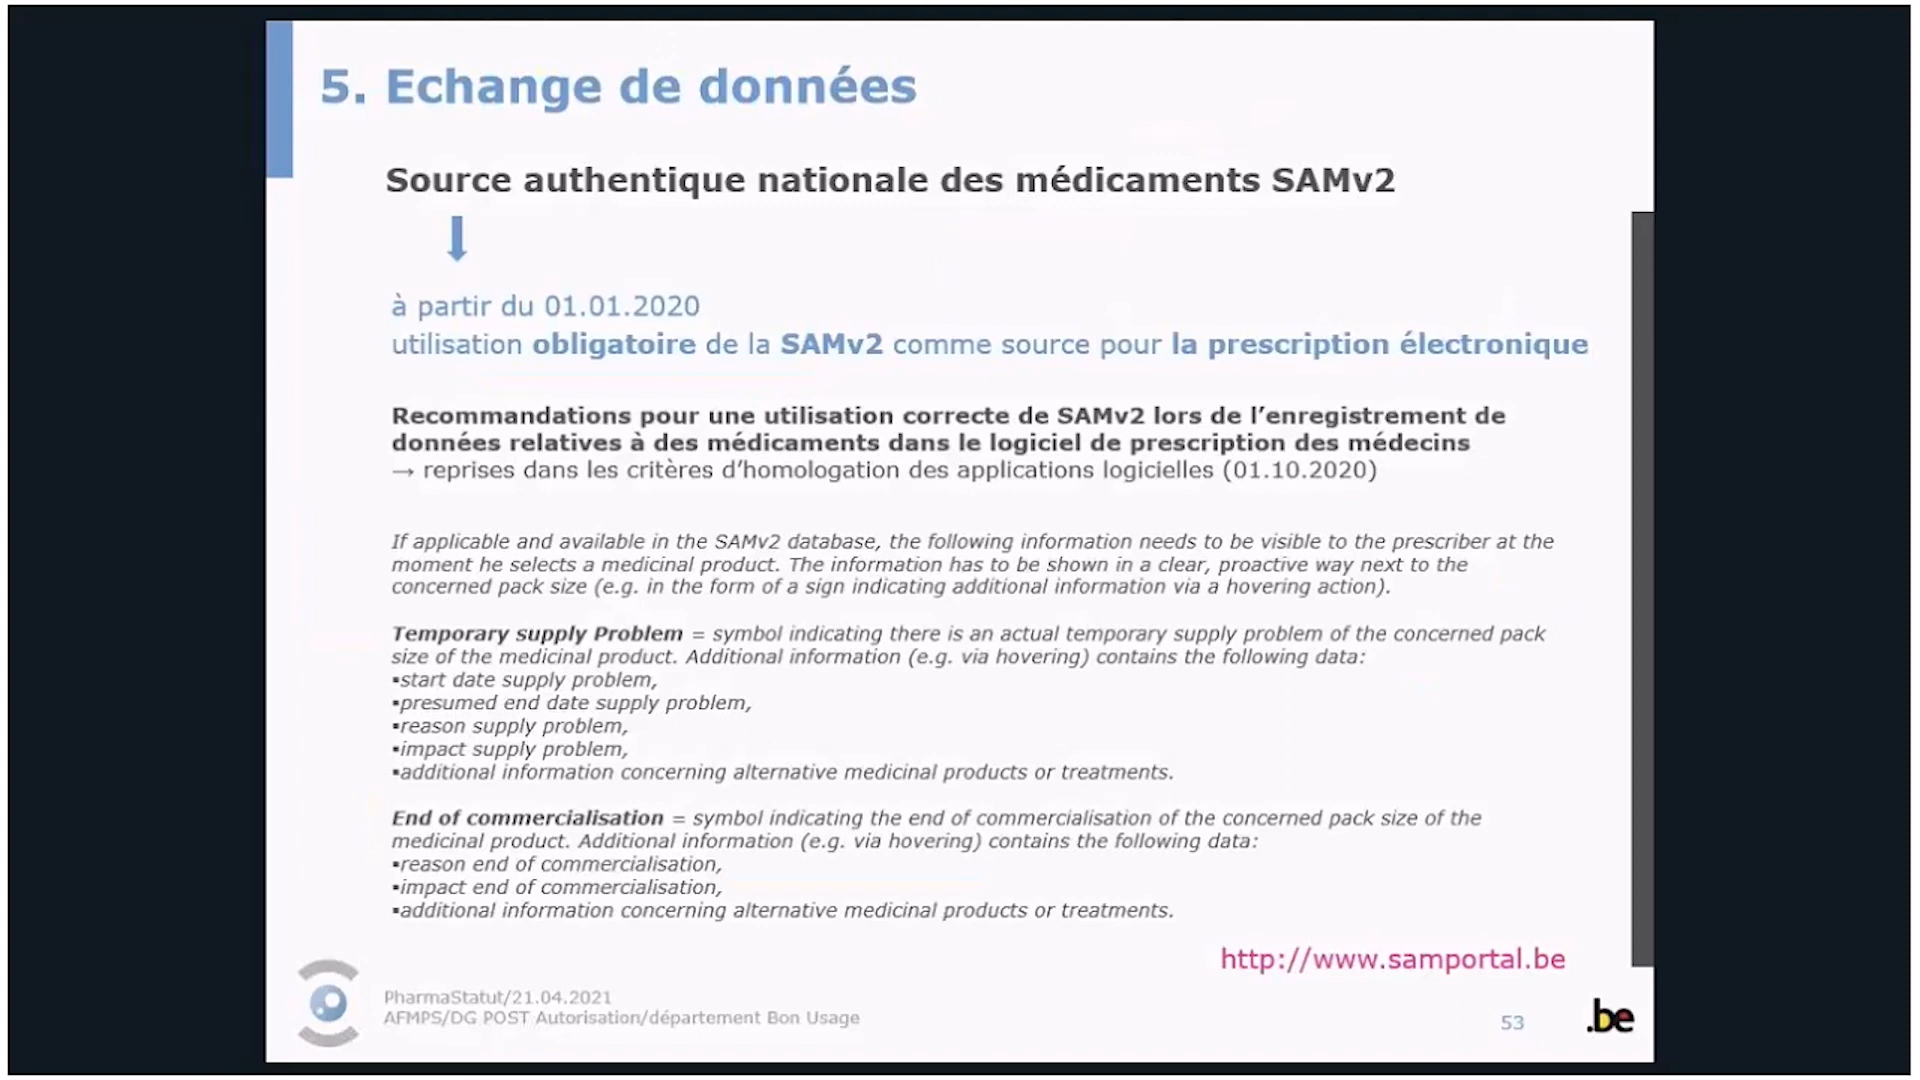 5. Echange de données
Source authentique nationale des médicaments SAMv2
à partir du 01.01.2020
utilisation obligatoire de la SAMv2 comme source pour la prescription électronique
Recommandations pour une utilisation correcte de SAMv2 lors de l’enregistrement de
données relatives à des médicaments dans le logiciel de prescription des médecins
→ reprises dans les critères d’homologation des applications logicielles (01.10.2020)
If applicable and available in the SAMv2 database, the following information needs to be visible to the prescriber at the
moment he selects a medicinal product. The information has to be shown in a clear, proactive way next to the
concerned pack size (e.g. in the form of a sign indicating additional information via a hovering action).
Temporary supply Problem = symbol indicating there is an actual temporary supply problem of the concerned pack
size of the medicinal product. Additional information (e.g. via hovering) contains the following data:
▪start date supply problem,
▪presumed end date supply problem,
▪reason supply problem,
▪impact supply problem,
▪additional information concerning alternative medicinal products or treatments.
End of commercialisation = symbol indicating the end of commercialisation of the concerned pack size of the
medicinal product. Additional information (e.g. via hovering) contains the following data:
▪reason end of commercialisation,
▪impact end of commercialisation,
▪additional information concerning alternative medicinal products or treatments.
http://www.samportal.be
PharmaStatut/21.04.2021
AFMPS/DG POST Autorisation/département Bon Usage
53
.be